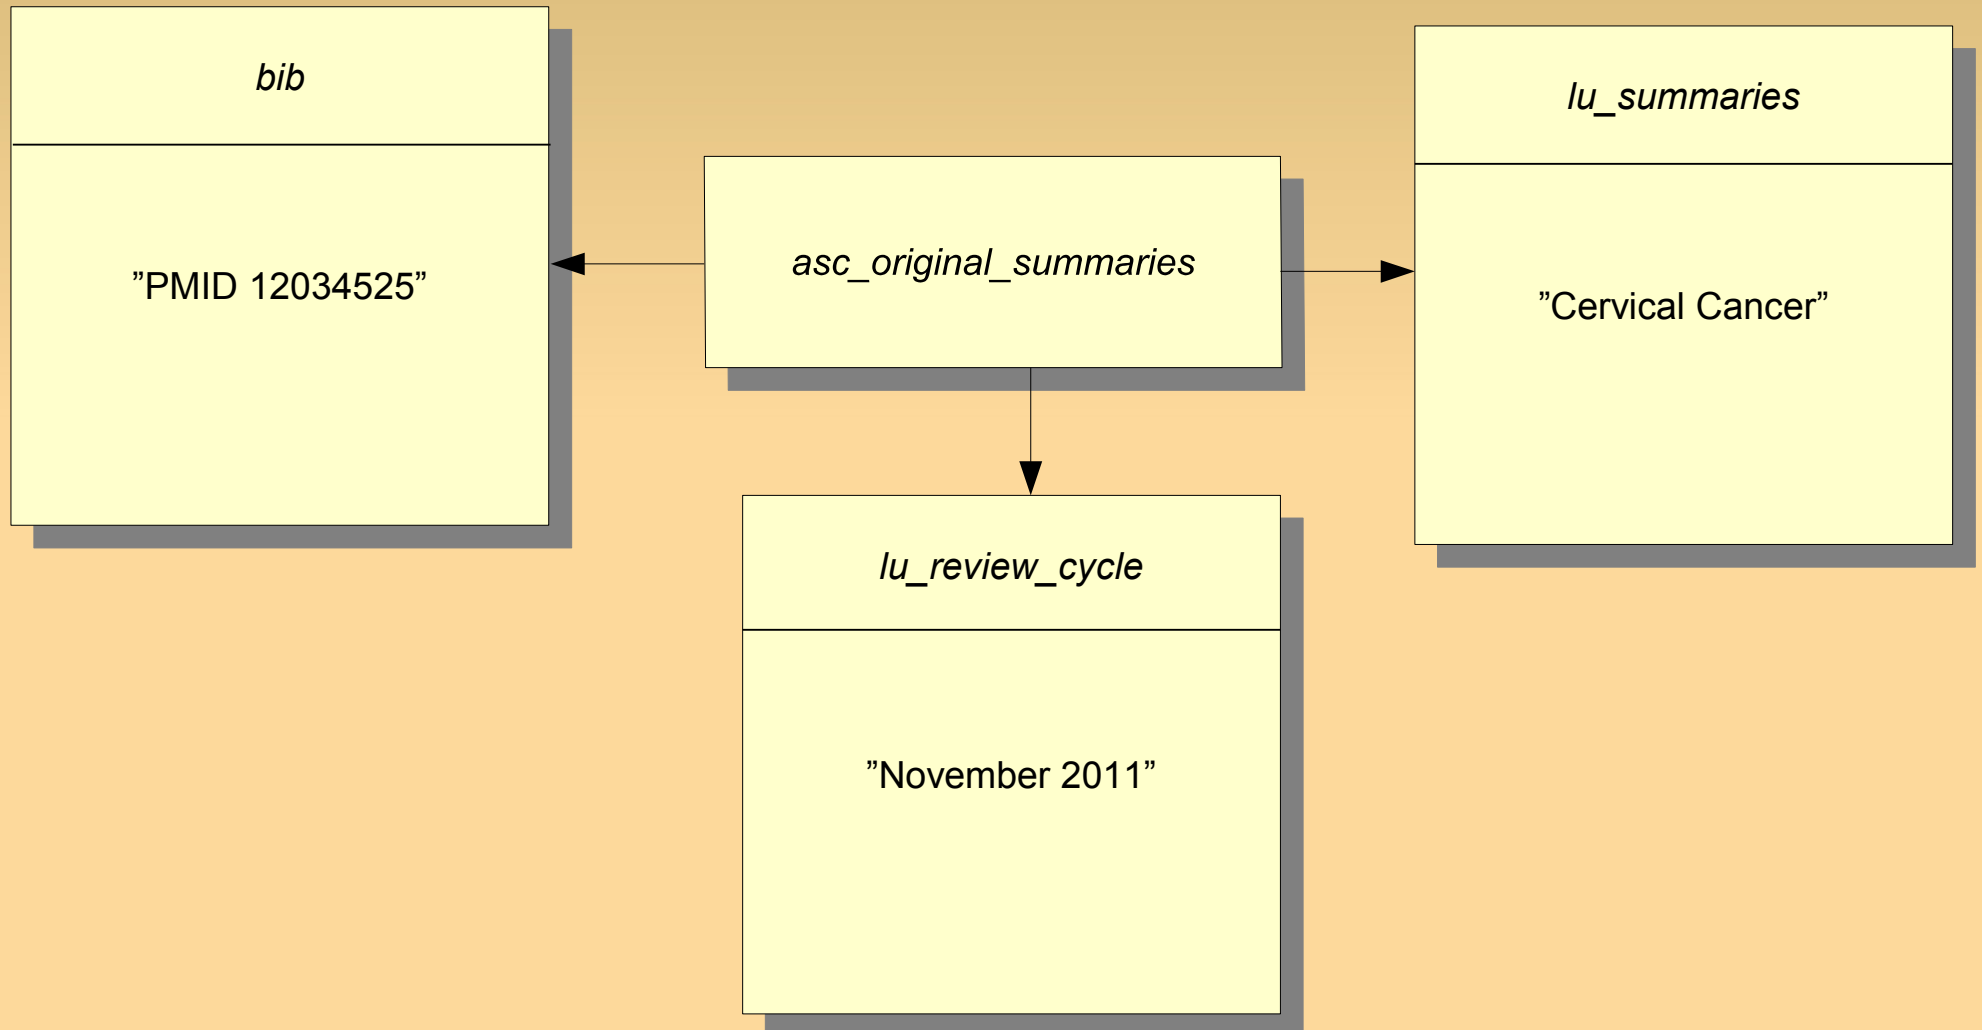 bib
"PMID 12034525"
asc_original_summaries
lu_summaries
"Cervical Cancer"
lu_review_cycle
"November 2011"